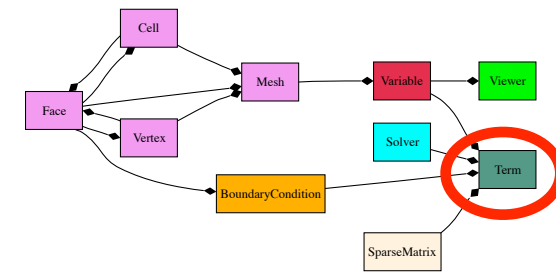 Cell
Face
Vertex
Mesh
Variable
Viewer
Solver
Term
BoundaryCondition
SparseMatrix